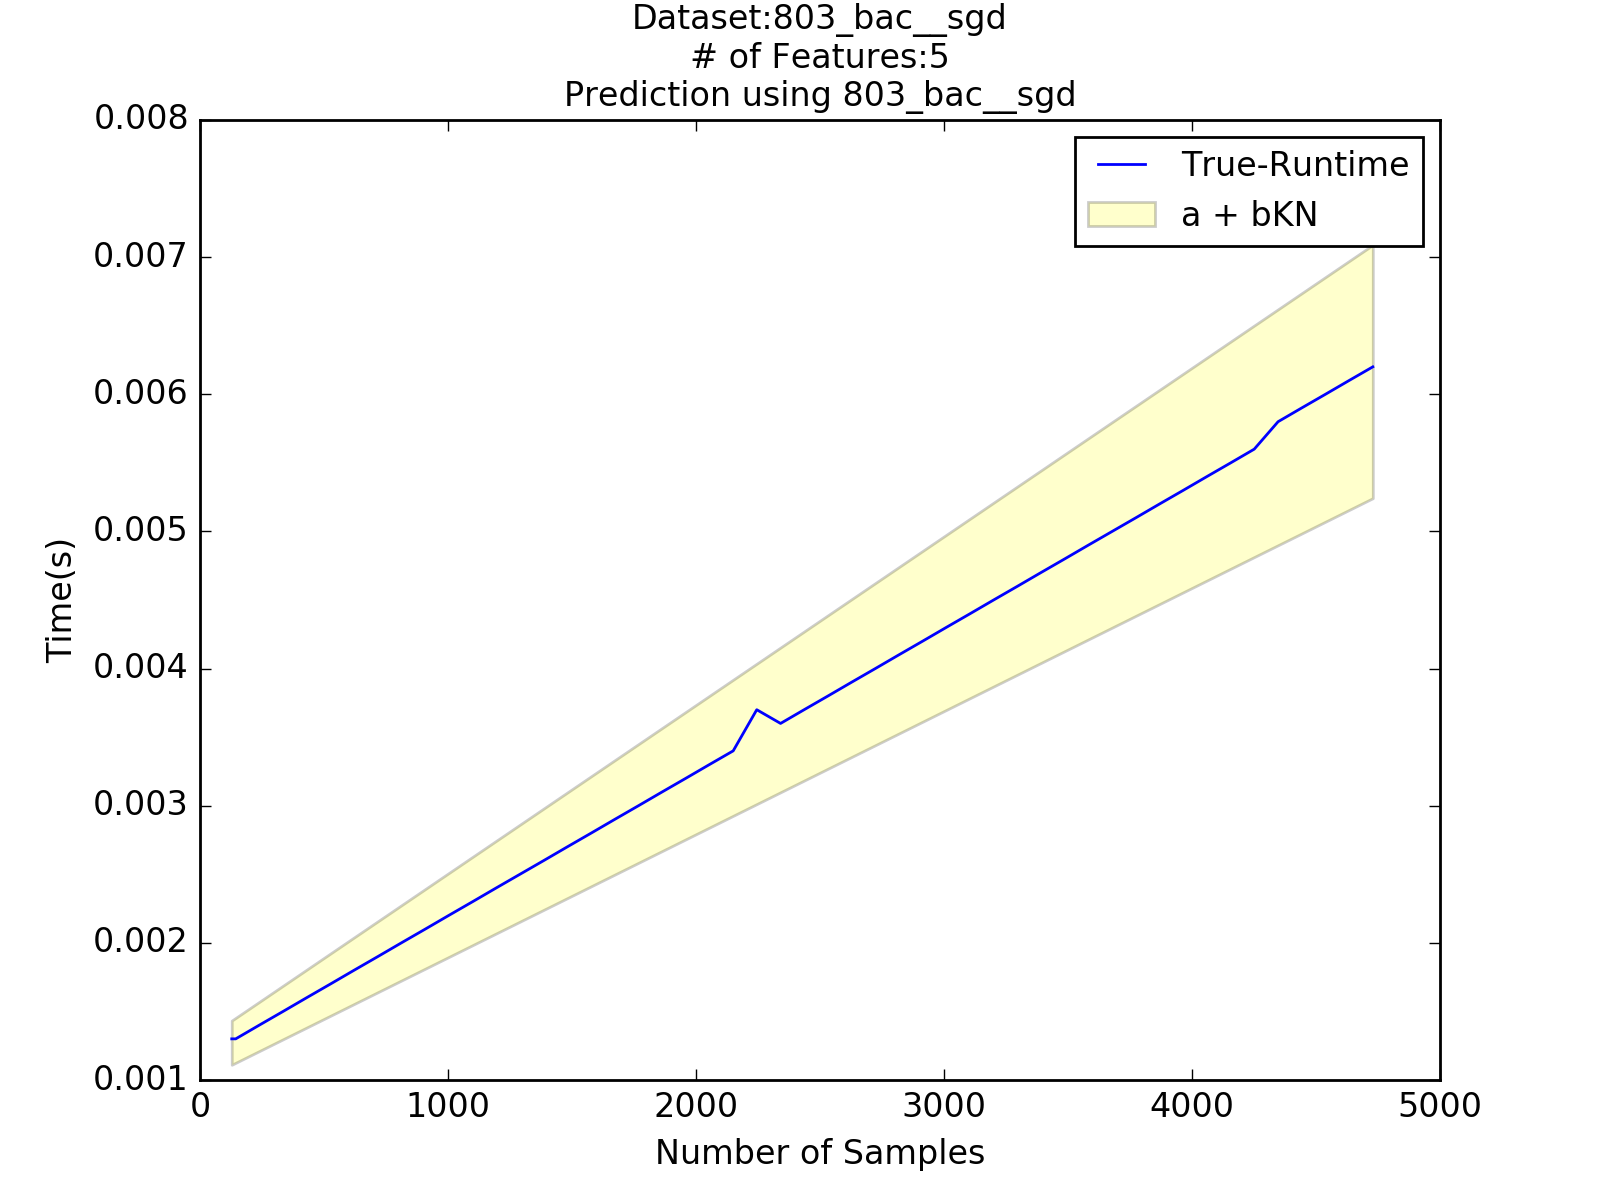 Dataset:803_bac__sgd
# of Features:5
Prediction using 803_bac__sgd
True-Runtime
a + bKN
0.008
0.007
0.006
0.005
0.004
0.003
0.002
0.001
Time(s)
0 1000 2000 3000 4000 5000
Number of Samples